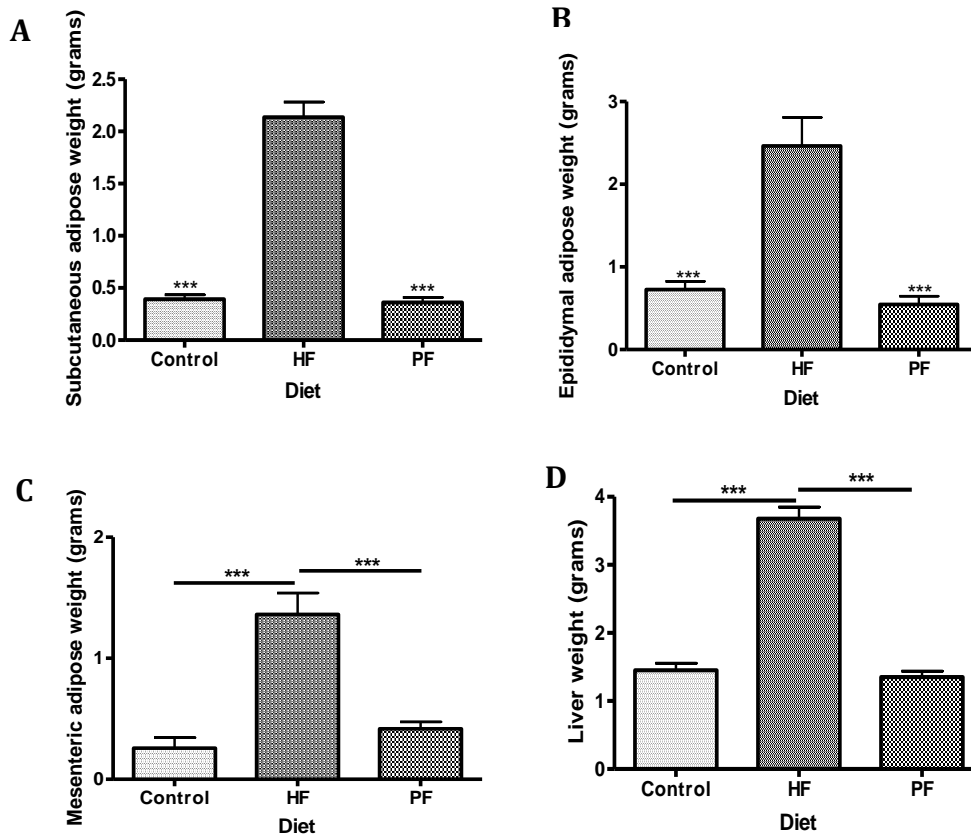 A
Subcutaneous adipose weight (grams)
2.5
2.0
1.5
1.0
0.5
0.0
***
***
Control HF PF
Diet
B
Epididymal adipose weight (grams)
3
2
1
0
***
***
Control HF PF
Diet
C
Mesenteric adipose weight (grams)
2
1
0
***
***
Control HF PF
Diet
D
Liver weight (grams)
4
3
2
1
0
***
***
Control HF PF
Diet